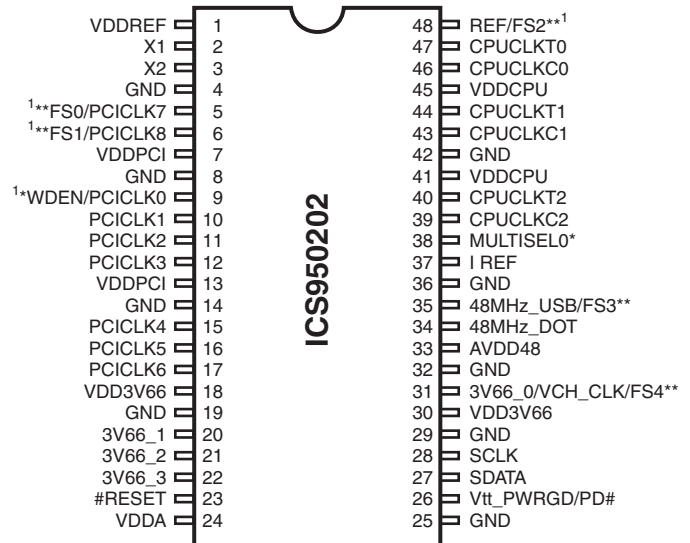 VDDREF 1 48 REF/FS2**1
X1 2 47 CPUCLKT0
X2 3 46 CPUCLKC0
GND 4 45 VDDCPU
1**FS0/PCICLK7 5 44 CPUCLKT1
1**FS1/PCICLK8 6 43 CPUCLKC1
VDDPCI 7 42 GND
GND 8 41 VDDCPU
1*WDEN/PCICLK0 9 40 CPUCLKT2
PCICLK1 10 39 CPUCLKC2
PCICLK2 11 38 MULTISEL0*
PCICLK3 12 37 I REF
VDDPCI 13 36 GND
GND 14 35 48MHz_USB/FS3**
PCICLK4 15 34 48MHz_DOT
PCICLK5 16 33 AVDD48
PCICLK6 17 32 GND
VDD3V66 18 31 3V66_0/VCH_CLK/FS4**
GND 19 30 VDD3V66
3V66_1 20 29 GND
3V66_2 21 28 SCLK
3V66_3 22 27 SDATA
#RESET 23 26 Vtt_PWRGD/PD#
VDDA 24 25 GND
ICS950202